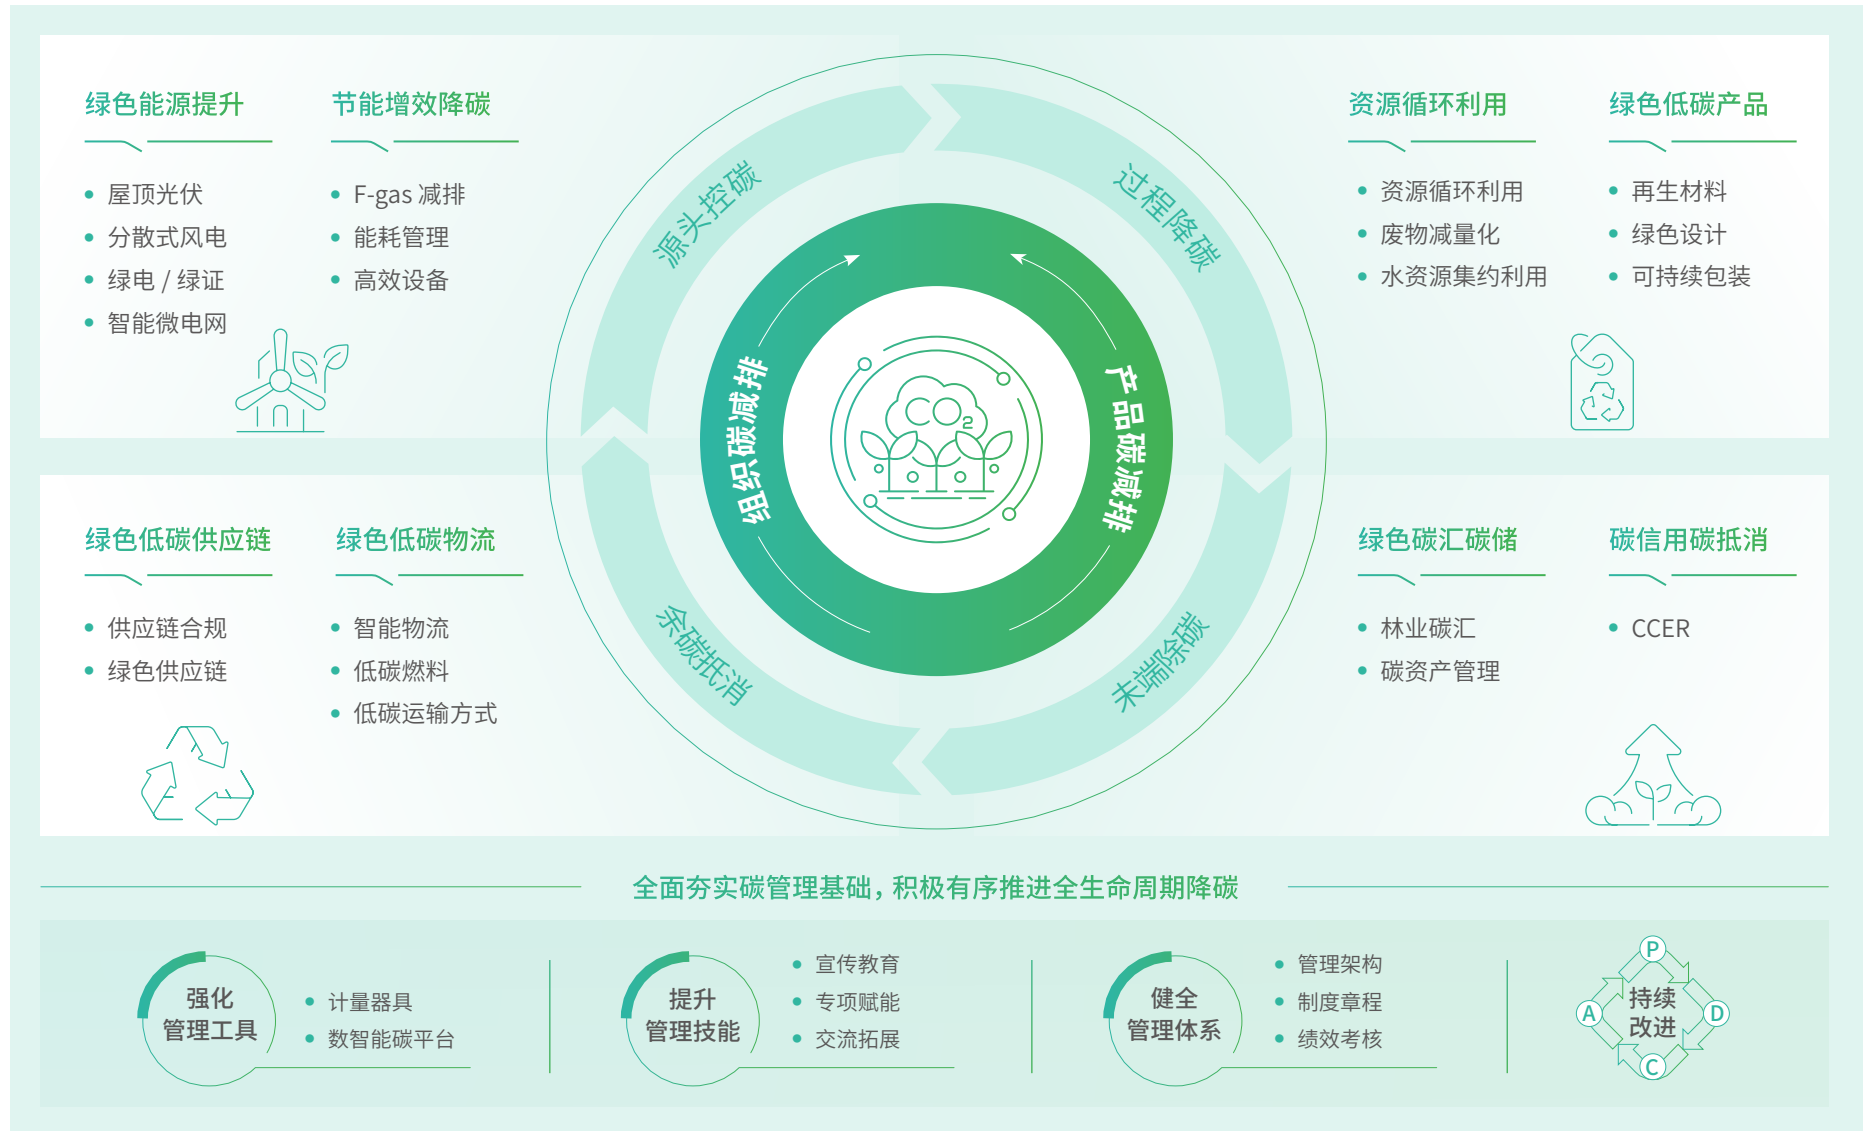 绿色能源提升
屋顶光伏
分散式风电
绿电 / 绿证
智能微电网
节能增效降碳
F-gas 减排
能耗管理
高效设备
源头控碳
过程降碳
资源循环利用
资源循环利用
废物减量化
水资源集约利用
绿色低碳产品
再生材料
绿色设计
可持续包装
组织碳减排
CO2
产品碳减排
绿色低碳供应链
供应链合规
绿色供应链
绿色低碳物流
智能物流
低碳燃料
低碳运输方式
余碳抵消
末端除碳
绿色碳汇碳储
林业碳汇
碳资产管理
碳信用碳抵消
CCER
全面夯实碳管理基础，积极有序推进全生命周期降碳
强化
管理工具
计量器具
数智能碳平台
提升
管理技能
宣传教育
专项赋能
交流拓展
健全
管理体系
管理架构
制度章程
绩效考核
P
A
持续
改进
D
C